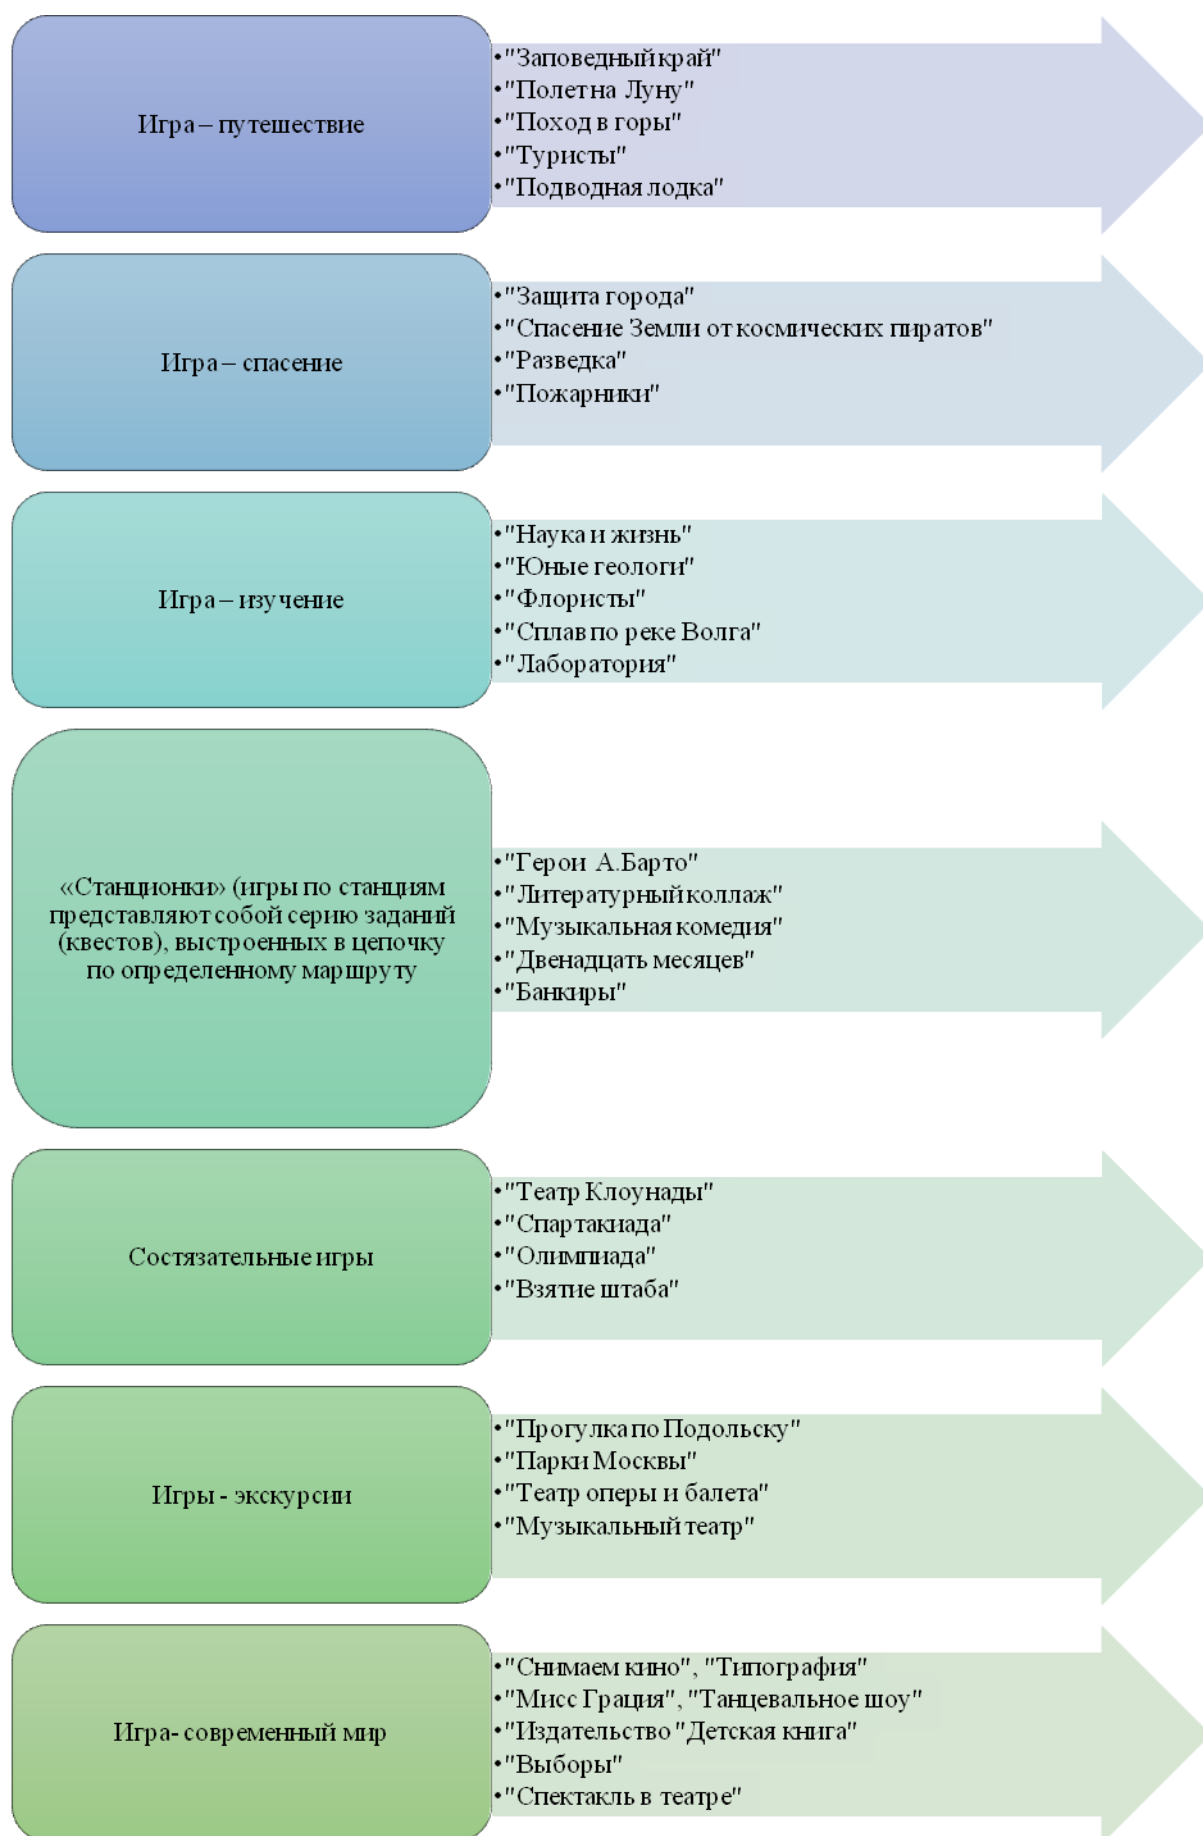 Игра – путешествие
•"Заповедный край"
•"Полет на Луну"
•"Поход в горы"
•"Туристы"
•"Подводная лодка"
Игра – спасение
•"Защита города"
•"Спасение Земли от космических пиратов"
•"Разведка"
•"Пожарники"
Игра – изучение
•"Наука и жизнь"
•"Юные геологи"
•"Флористы"
•"Сплав по реке Волга"
•"Лаборатория"
«Станционки» (игры по станциям
представляют собой серию заданий
(квестов), выстроенных в цепочку
по определенному маршруту
•"Герои А.Барто"
•"Литературный коллаж"
•"Музыкальная комедия"
•"Двенадцать месяцев"
•"Банкиры"
Состязательные игры
•"Театр Клоунады"
•"Спартакиада"
•"Олимпиада"
•"Взятие штаба"
Игры - экскурсии
•"Прогулка по Подольску"
•"Парки Москвы"
•"Театр оперы и балета"
•"Музыкальный театр"
Игра- современный мир
•"Снимаем кино", "Типография"
•"Мисс Грация", "Танцевальное шоу"
•"Издательство "Детская книга"
•"Выборы"
•"Спектакль в театре"